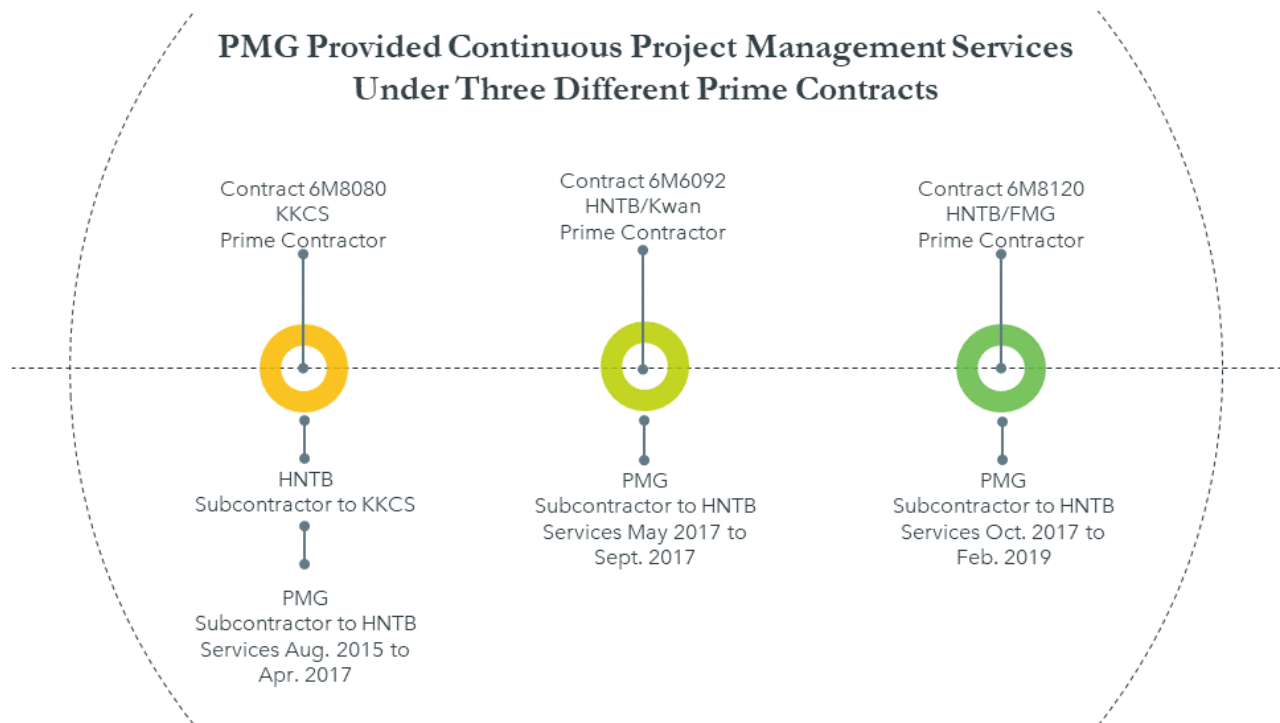 PMG Provided Continuous Project Management Services
Under Three Different Prime Contracts
Contract 6M8080
KKCS
Prime Contractor
Contract 6M6092
HNTB/Kwan
Prime Contractor
Contract 6M8120
HNTB/FMG
Prime Contractor
HNTB
Subcontractor to KKCS
PMG
Subcontractor to HNTB
Services Aug. 2015 to
Apr. 2017
PMG
Subcontractor to HNTB
Services May 2017 to
Sept. 2017
PMG
Subcontractor to HNTB
Services Oct. 2017 to
Feb. 2019